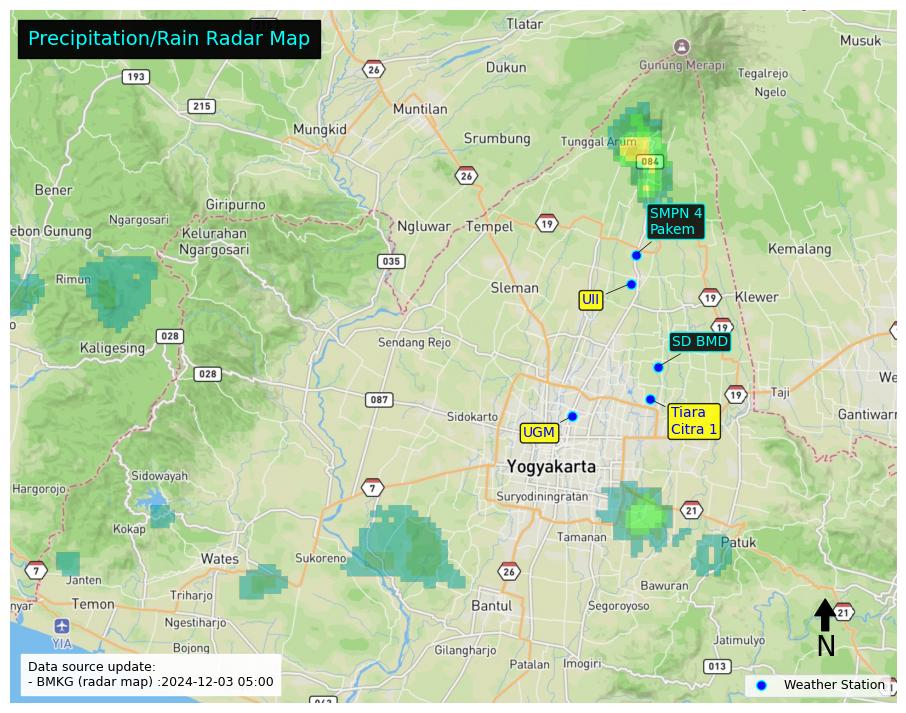 Precipitation/Rain Radar Map
Tlatar
Musuk
26
Dukun
Gunung Merapi
Tegalrejo
193
Ngelo
215
Muntilan
Mungkid
Srumbung
Tunggal Arum
084
26
Bener
Giripurno
SMPN 4
Pakem
Ngargosari
ebon Gunung
Kelurahan
Ngargosari
Ngluwar
Tempel
19
Kemalang
035
Rimun
Sleman
UII
19
Klewer
19
028
Kaligesing
Sendang Rejo
SD BMD
028
087
19
Taji
We
Sidokarto
Tiara
Citra 1
Gantiwarn
UGM
Yogyakarta
Sidowayah
Hargorojo
7
Suryodiningratan
21
Kokap
Tamanan
Patuk
Wates
Sukoreno
7
Janten
26
Bawuran
nyar
Temon
Triharjo
Bantul
Segoroyoso
21
Ngestiharjo
YIA
N
Bojong
Gilangharjo
Jatimulyo
Patalan
Imogiri
013
Data source update:
- BMKG (radar map) :2024-12-03 05:00
Weather Station